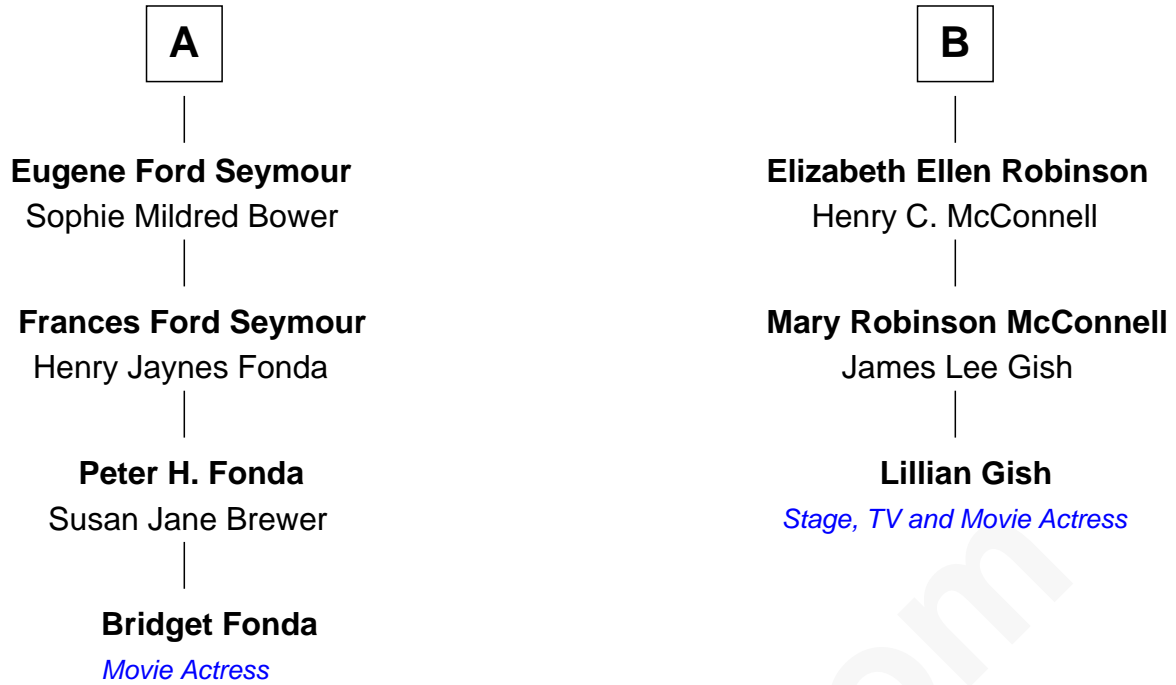 A
Eugene Ford Seymour
Sophie Mildred Bower
Frances Ford Seymour
Henry Jaynes Fonda
Peter H. Fonda
Susan Jane Brewer
Bridget Fonda
Movie Actress
B
Elizabeth Ellen Robinson
Henry C. McConnell
Mary Robinson McConnell
James Lee Gish
Lillian Gish
Stage, TV and Movie Actress
om